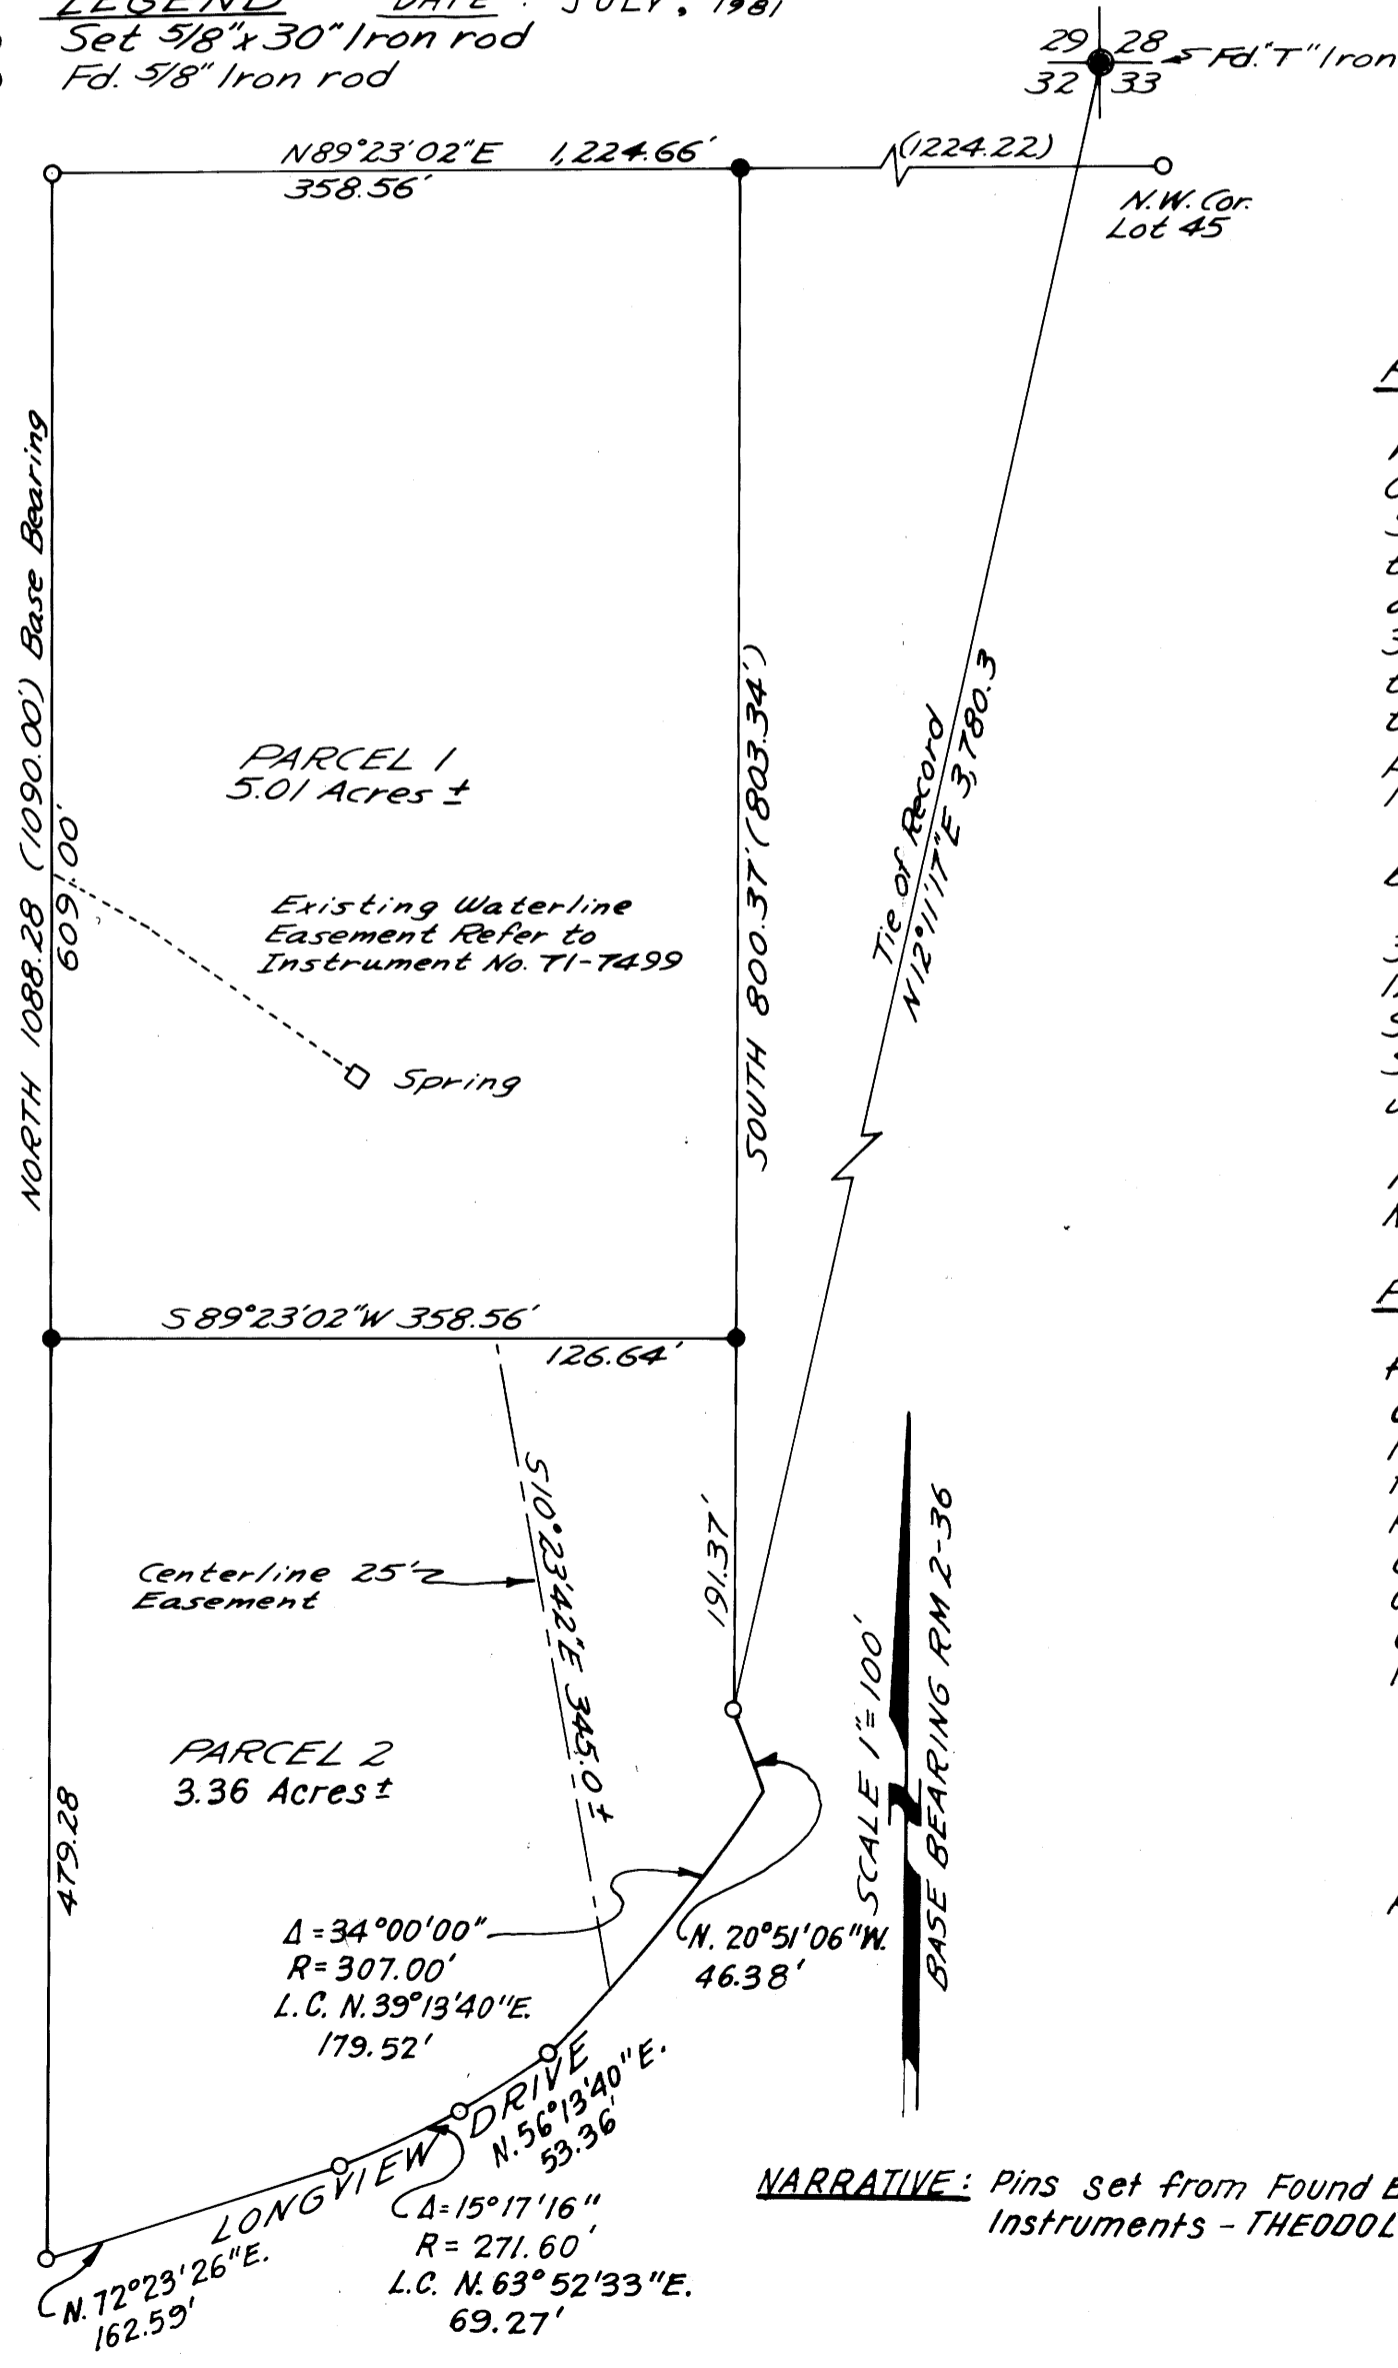 LEGEND DATE : JULY, 1981
Set 5/8"x 30" Iron rod
Fd. 5/8" Iron rod
29 28
32 33
Fd. "T" Iron
N89°23'02"E 1,224.66'
(1224.22)
358.56'
N.W. Cor.
Lot 45
NORTH 1088.28 (1090.00') Base Bearing
609.00'
PARCEL 1
5.01 Acres ±
Existing Waterline
Easement Refer to
Instrument No. 71-7499
Spring
SOUTH 800.37' (803.34')
Tie of Record
N12°11'17"E 3,780.3
S89°23'02"W 358.56'
126.64'
S10°23'42"E 345.0±
191.37'
Centerline 25'
Easement
PARCEL 2
3.36 Acres ±
479.28
SCALE 1"=100'
BASE BEARING RM 2-36
Δ=34°00'00"
R=307.00'
L.C. N.39°13'40"E.
179.52'
N. 20°51'06"W.
46.38'
LONGVIEW DRIVE
N.56°13'40"E.
53.36'
Δ=15°17'16"
R= 271.60'
L.C. N.63°52'33"E.
69.27'
N.72°23'26"E.
162.59'
NARRATIVE: Pins set from Found
Instruments - THEODOL